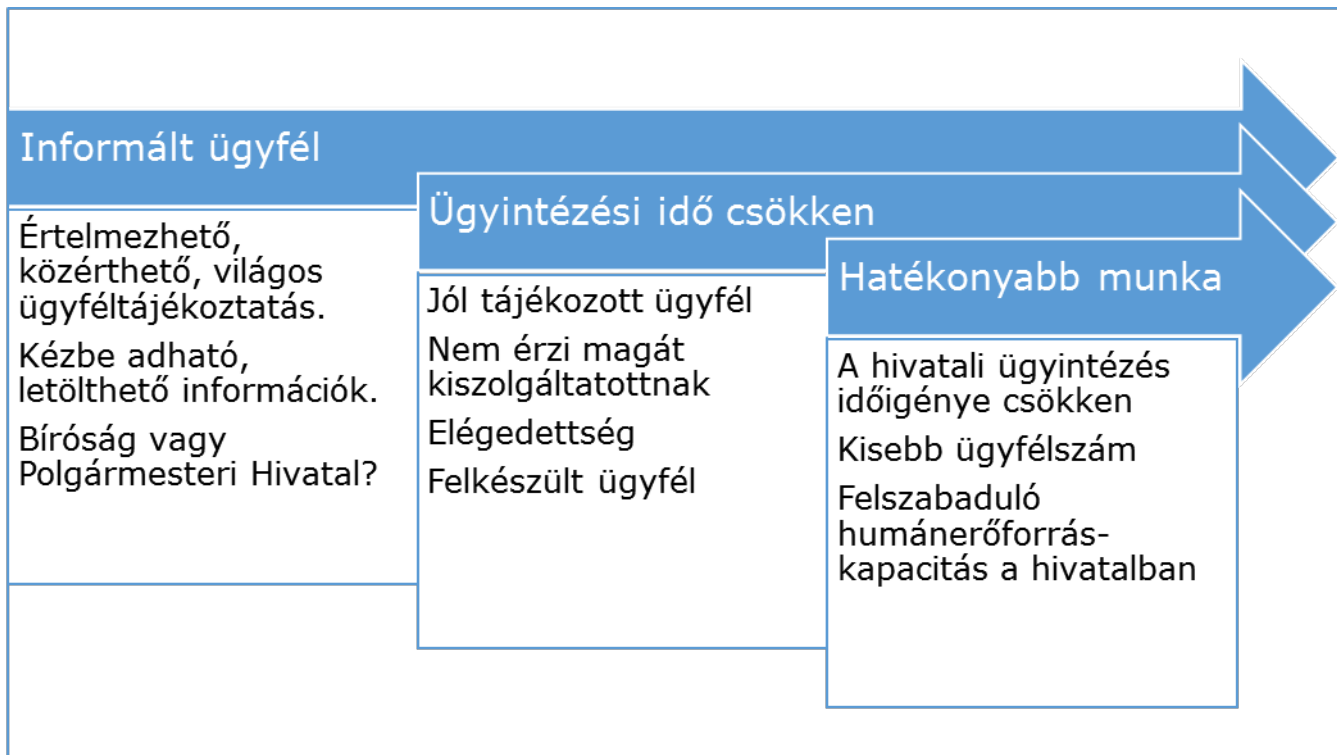 Informált ügyfél
Értelmezhető,
közérthető, világos
ügyféltájékoztatás.
Kézbe adható,
letölthető információk.
Bíróság vagy
Polgármesteri Hivatal?
Ügyintézési idő csökken
Jól tájékozott ügyfél
Nem érzi magát
kiszolgáltatottnak
Elégedettség
Felkészült ügyfél
Hatékonyabb munka
A hivatali ügyintézés
időigénye csökken
Kisebb ügyfélszám
Felszabaduló
humánerőforrás-
kapacitás a hivatalban